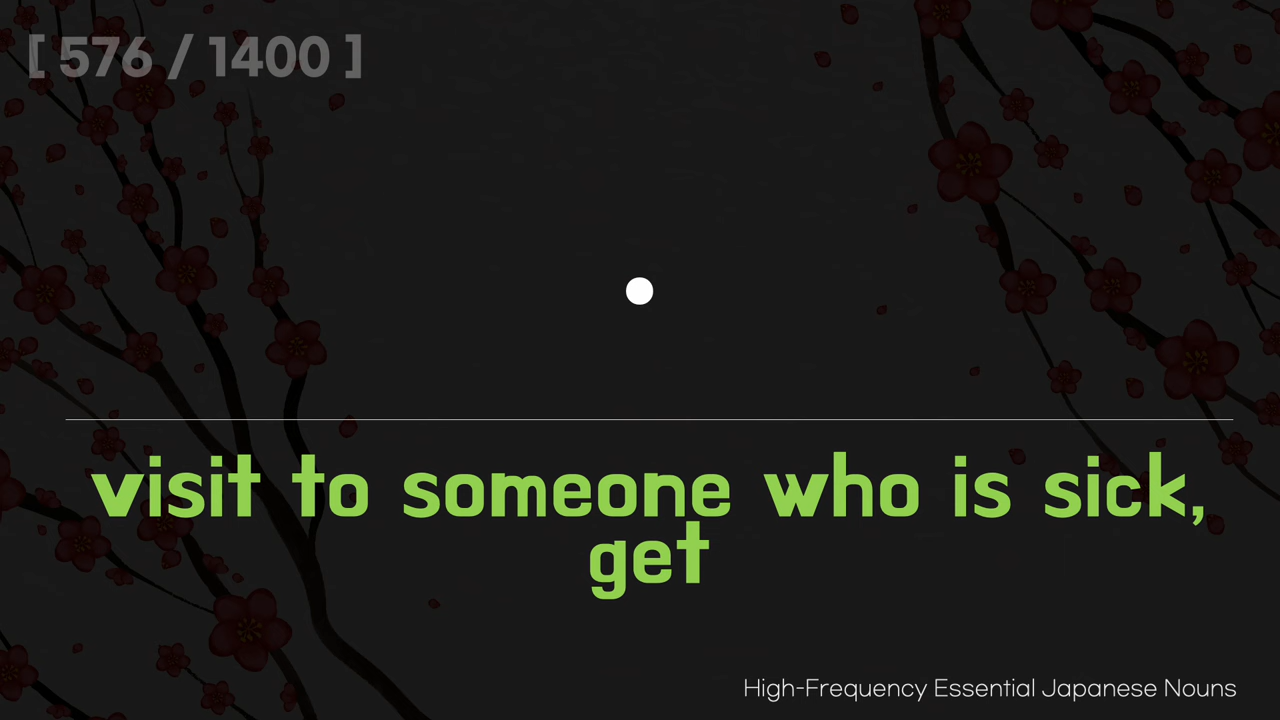 [ 576 / 1400 ]
visit to someone who is sick,
get
High-Frequency Essential Japanese Nouns